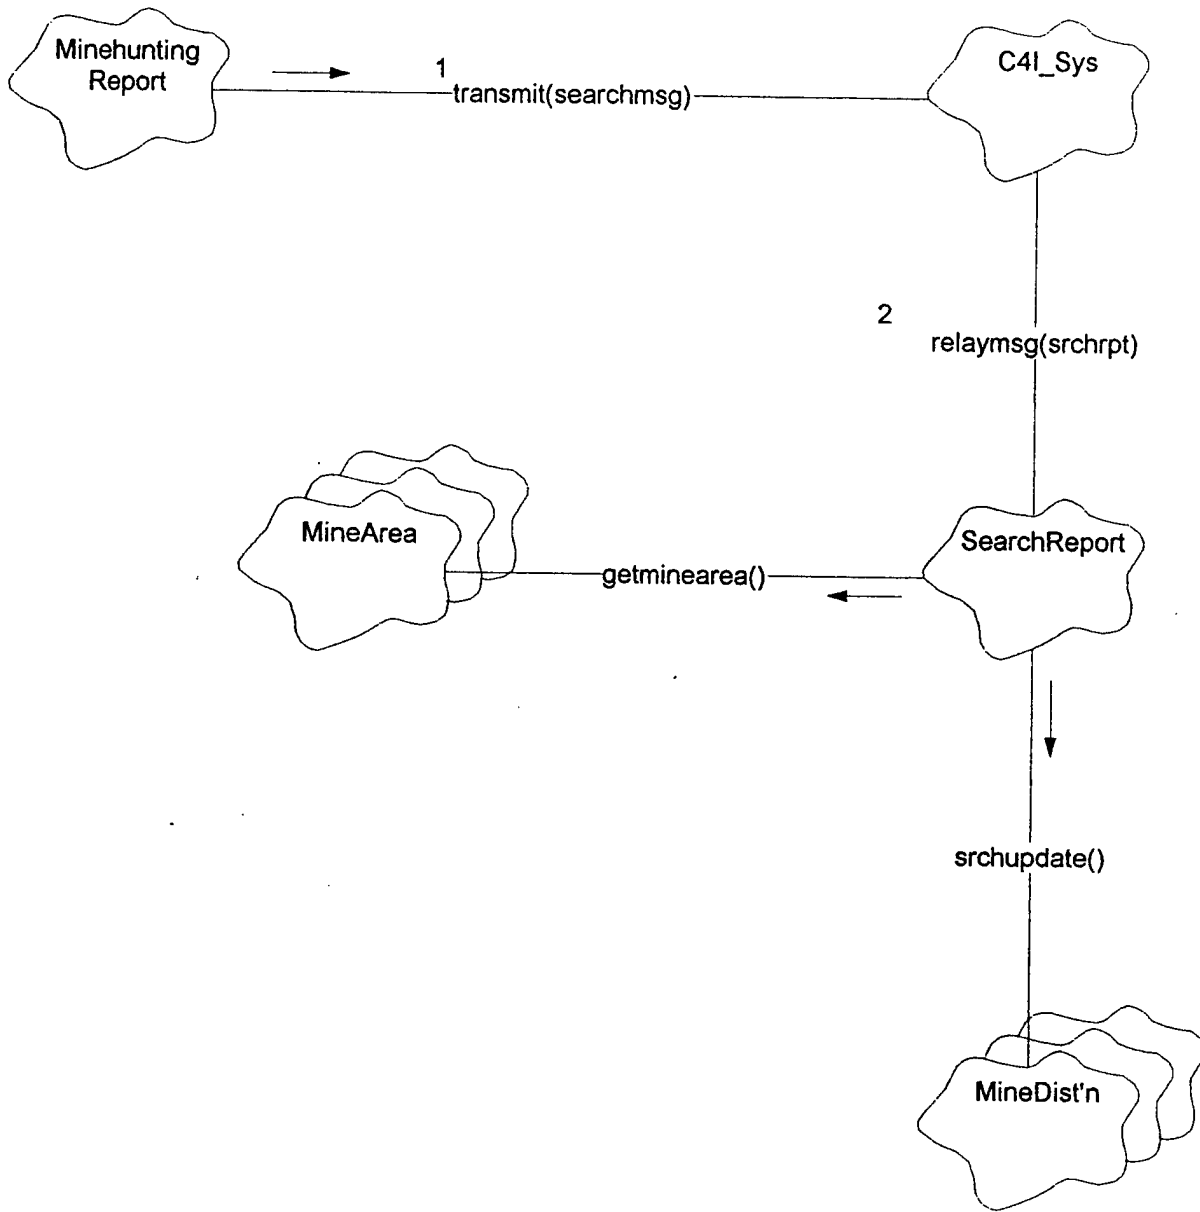 Minehunting
Report
1
transmit(searchmsg)
C4I_Sys
2
relaymsg(srchrpt)
MineArea
getminearea()
SearchReport
srchupdate()
MineDist'n